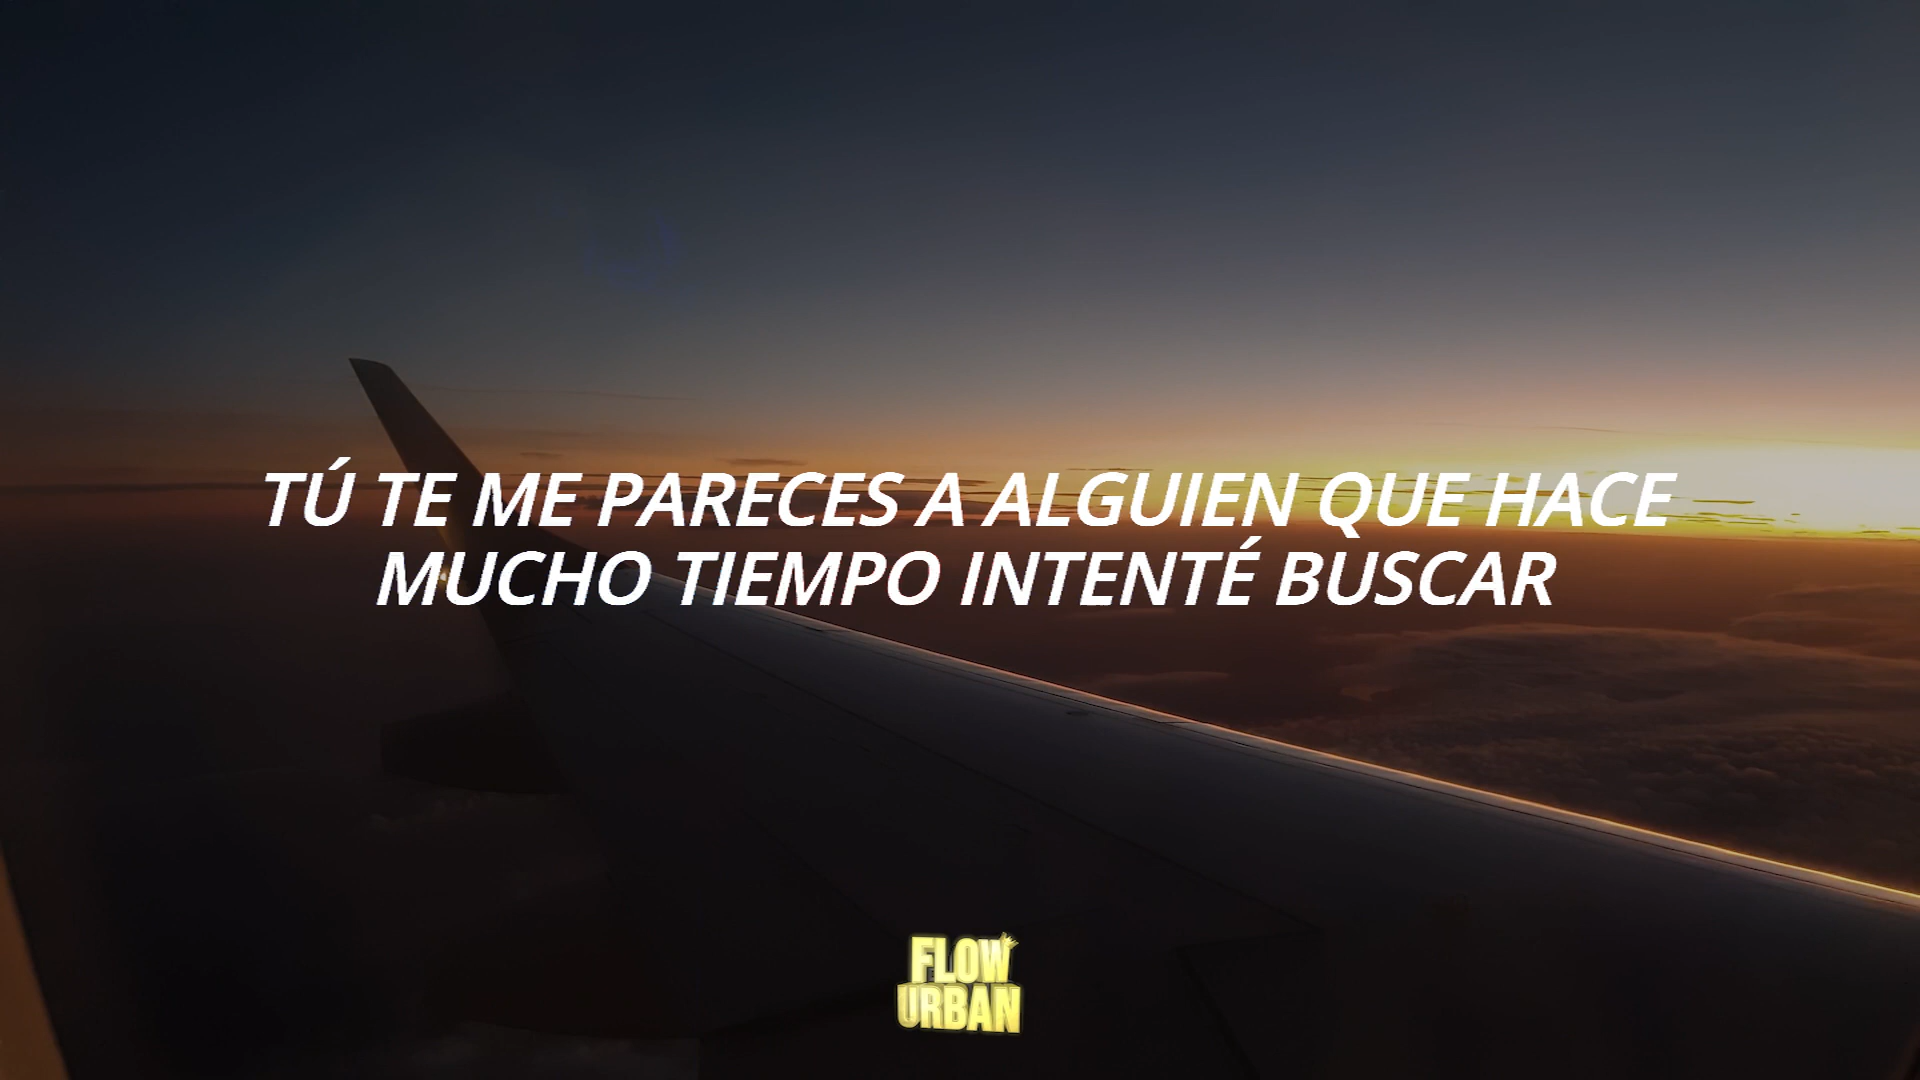 TÚ TE ME PARECES A ALGUIEN QUE HACE
MUCHO TIEMPO INTENTÉ BUSCAR
FLOW
URBAN